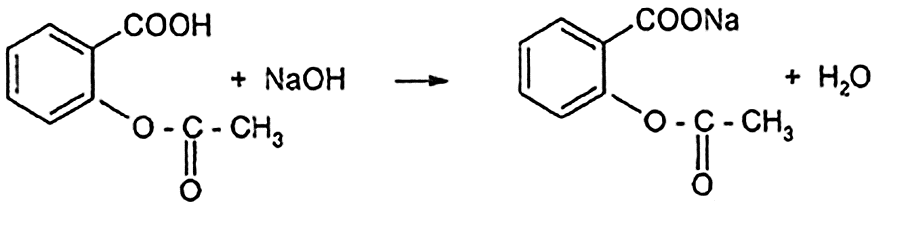 COOH
+ NaOH
O - C - CH₃
O
COONa
+ H₂O
O - C - CH₃
O